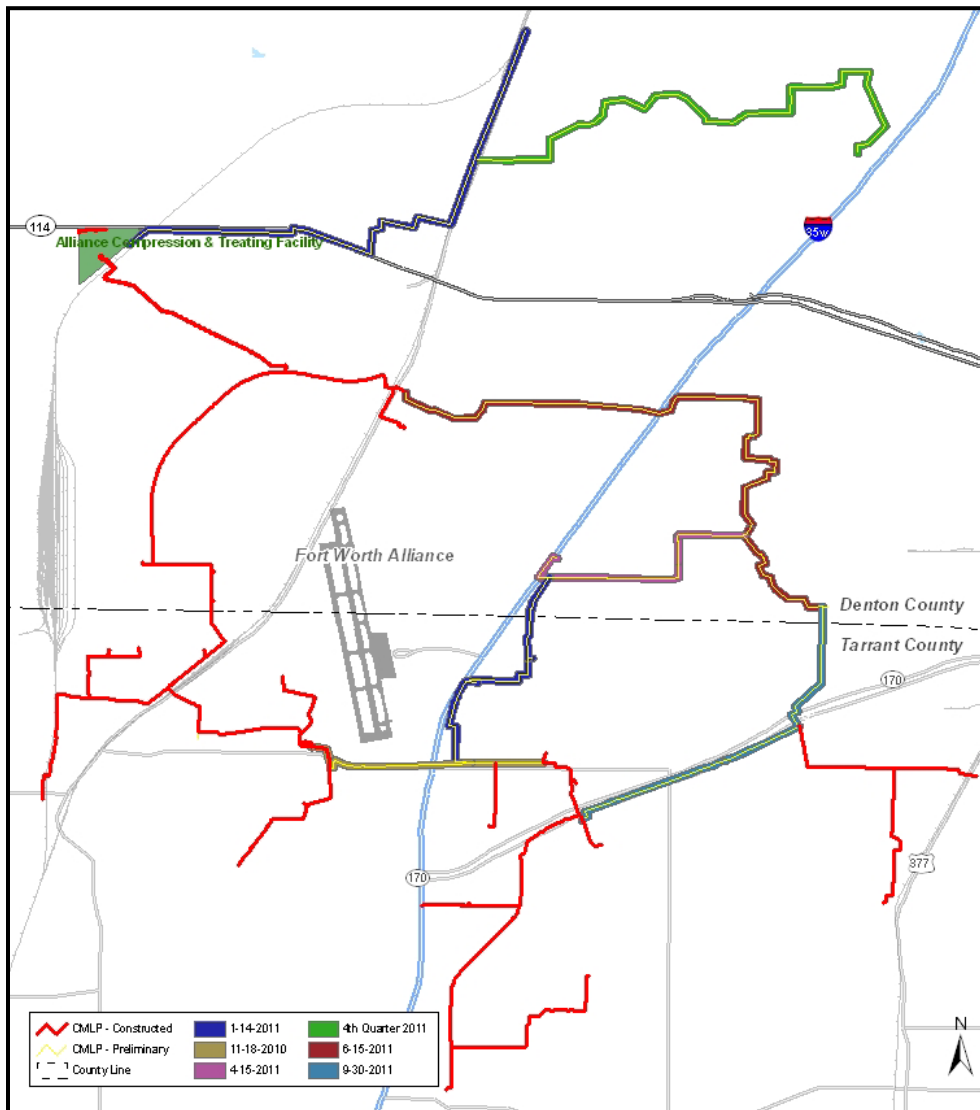 114
Alliance Compression & Treating Facility
35W
Fort Worth Alliance
Denton County
Tarrant County
170
377
170
CMLP - Constructed
CMLP - Preliminary
County Line
1-14-2011
11-18-2010
4-15-2011
4th Quarter 2011
6-15-2011
9-30-2011
N